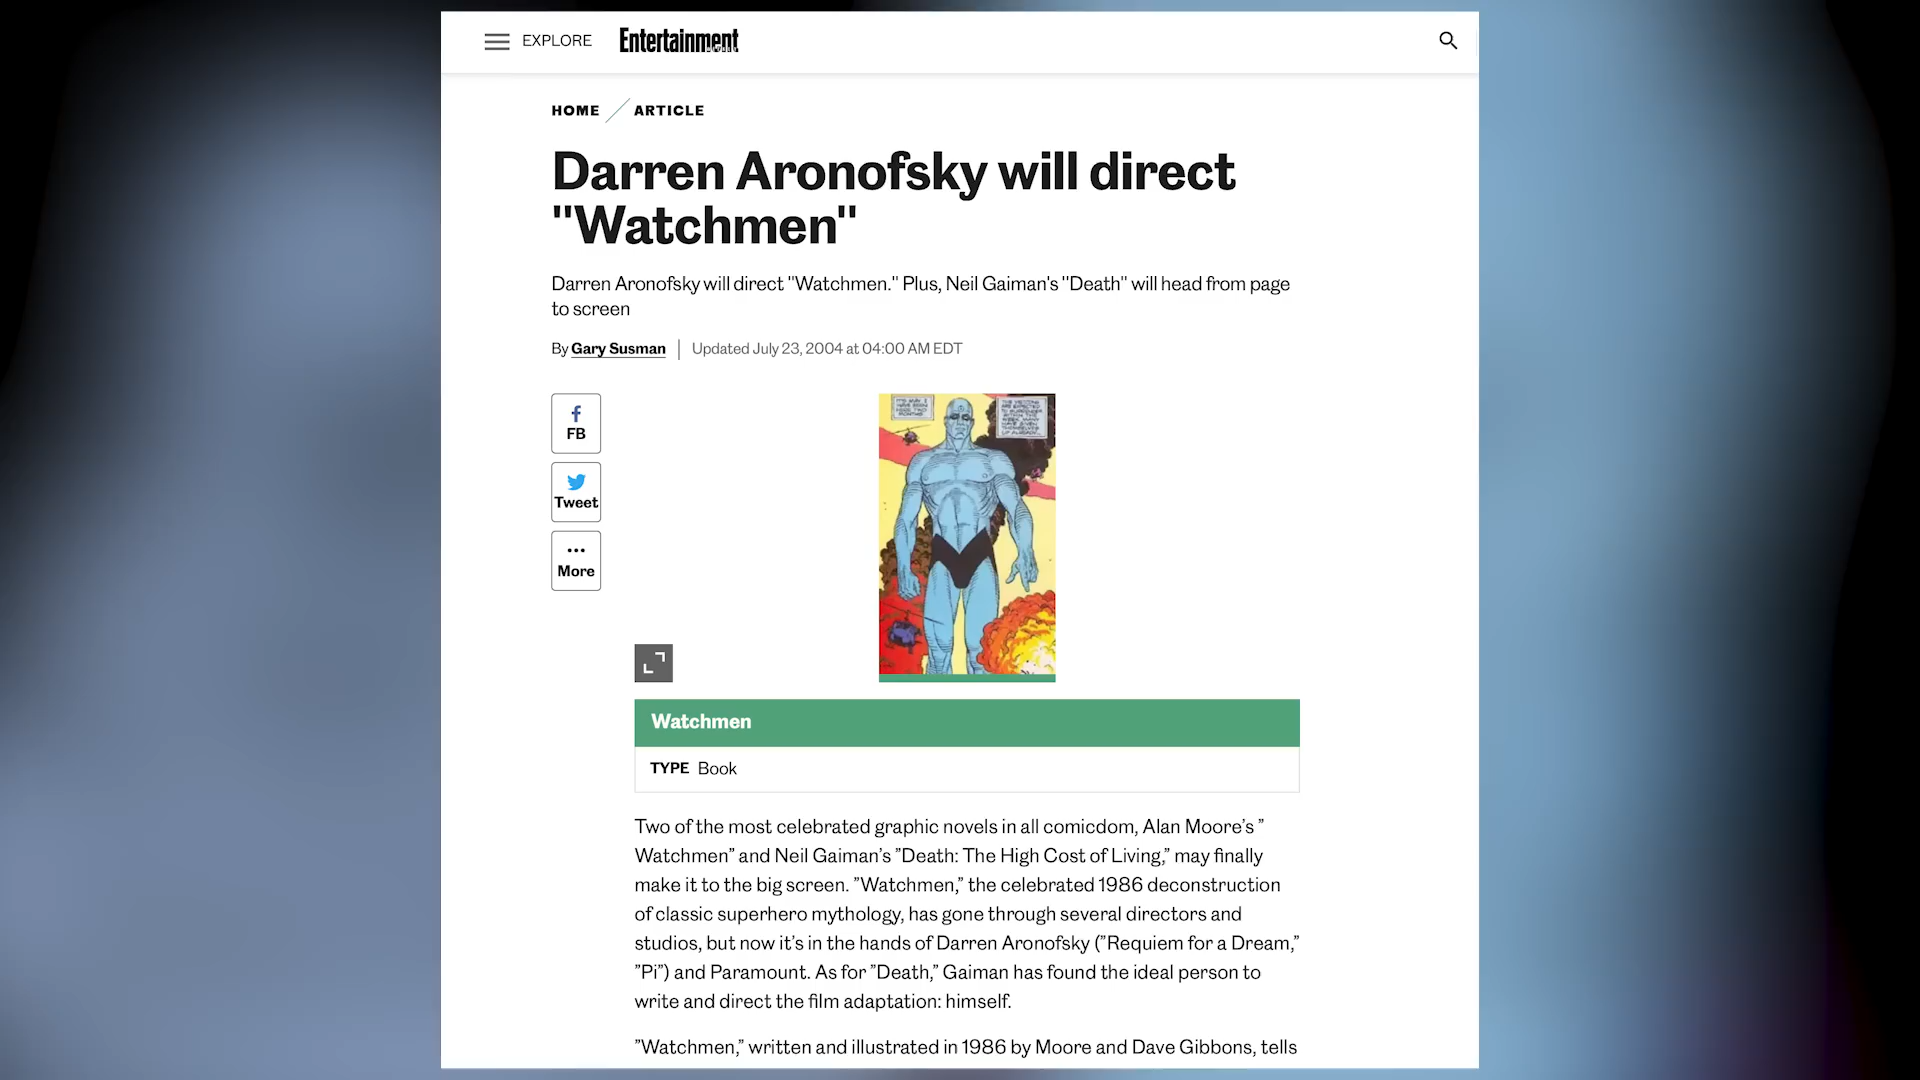 EXPLORE
Entertainment
HOME
ARTICLE
Darren Aronofsky will direct
"Watchmen"
Darren Aronofsky will direct "Watchmen." Plus, Neil Gaiman's "Death" will head from page
to screen
By Gary Susman | Updated July 23, 2004 at 04:00 AM EDT
FB
Tweet
More
Watchmen
TYPE Book
Two of the most celebrated graphic novels in all comicdom, Alan Moore’s ”
Watchmen” and Neil Gaiman’s ”Death: The High Cost of Living,” may finally
make it to the big screen. ”Watchmen,” the celebrated 1986 deconstruction
of classic superhero mythology, has gone through several directors and
studios, but now it’s in the hands of Darren Aronofsky (”Requiem for a Dream,”
”Pi”) and Paramount. As for ”Death,” Gaiman has found the ideal person to
write and direct the film adaptation: himself.
”Watchmen,” written and illustrated in 1986 by Moore and Dave Gibbons, tells